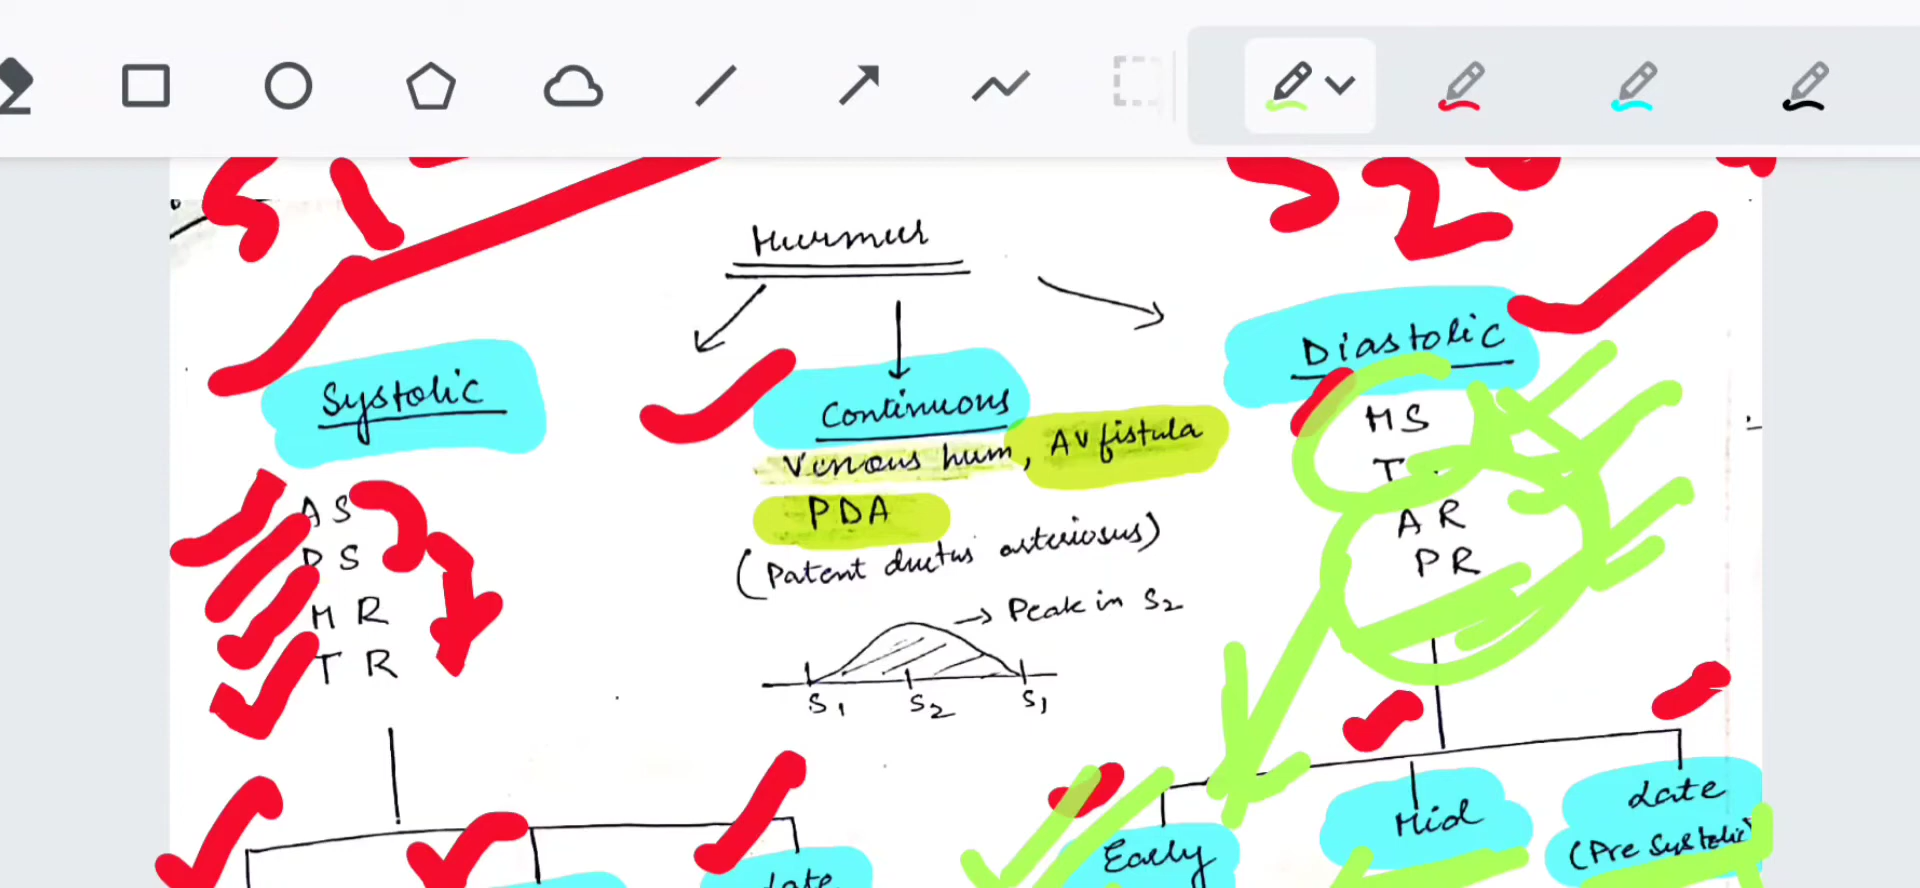 S1
S2
Murmur
Systolic
Continuous
Diastolic
Venous hum, AV fistula
PDA
(Patent ductus arteriosus)
→ Peak in S2
S1 S2 S1
AS
PS
MR
TR
MS
T
AR
PR
Early
Mid
Late
(Pre Systolic)
late